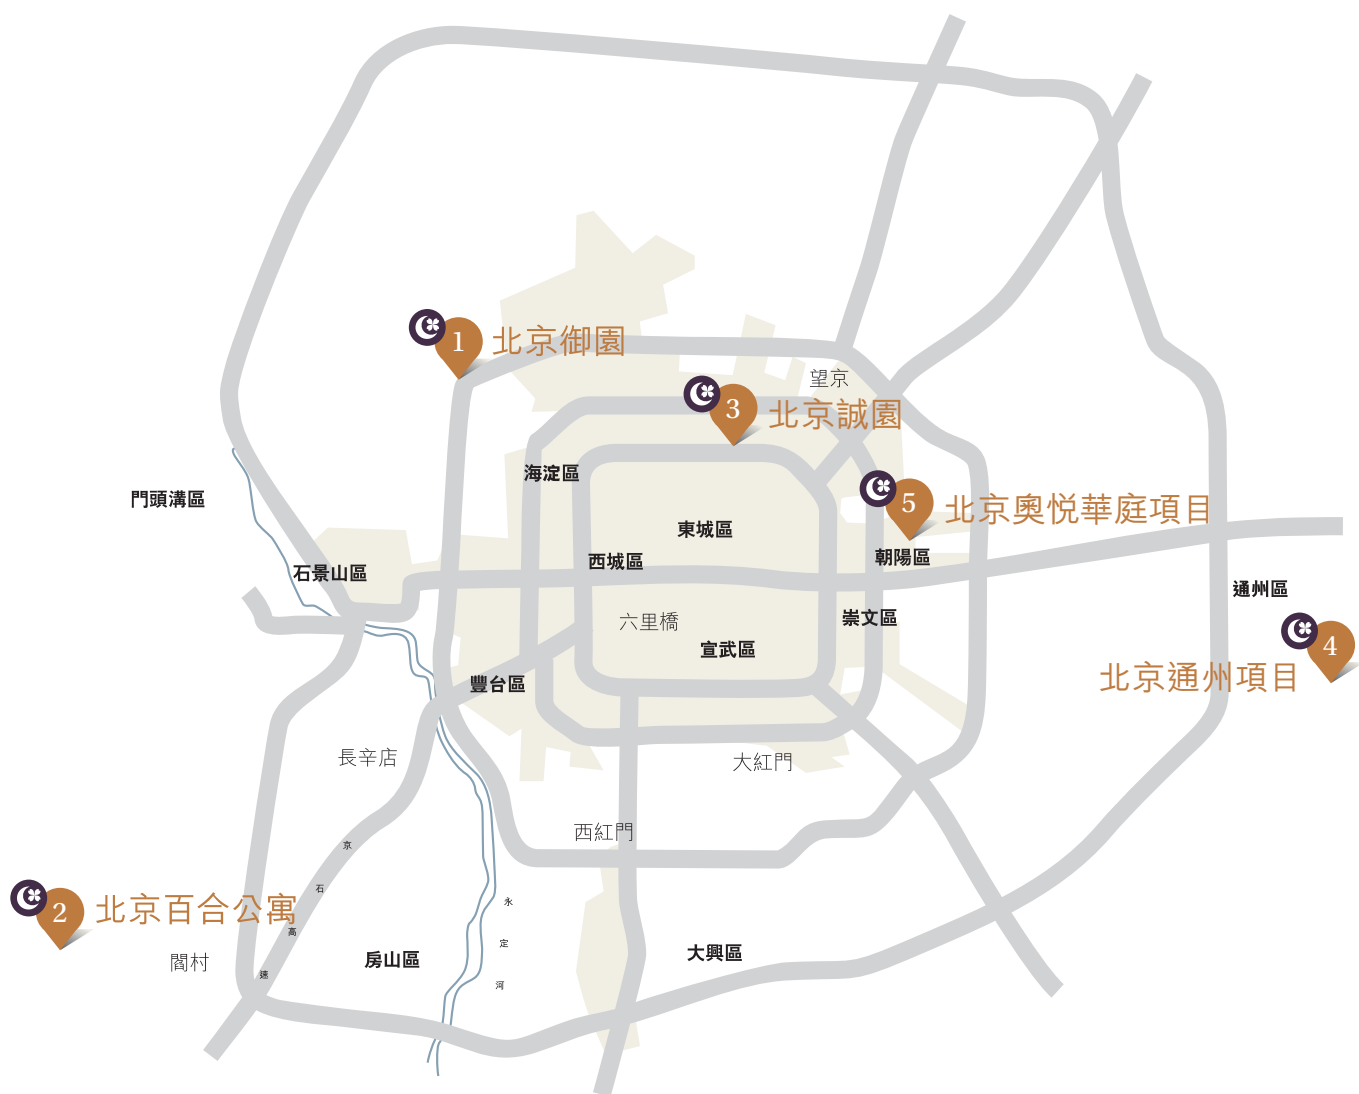 1
北京御園
望京
3
北京誠園
海淀區
門頭溝區
5
北京奧悦華庭項目
東城區
西城區
朝陽區
石景山區
通州區
六里橋
崇文區
宣武區
4
北京通州項目
豐台區
長辛店
大紅門
西紅門
京
石
高
速
2
北京百合公寓
永
定
河
閻村
房山區
大興區